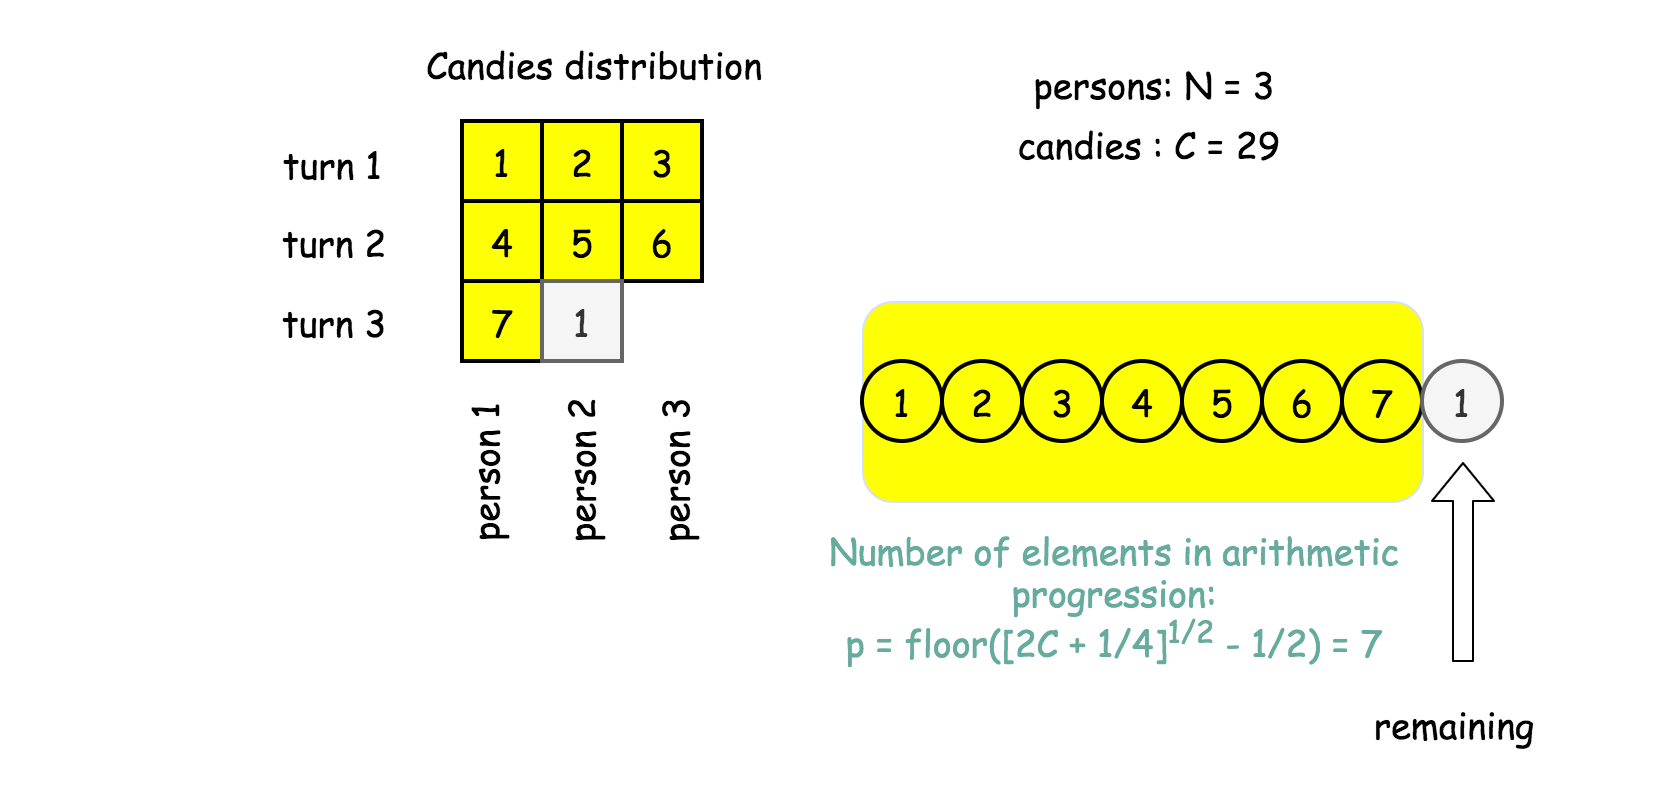 Candies distribution
persons: N = 3
candies : C = 29
turn 1 1 2 3
turn 2 4 5 6
turn 3 7 1
person 1
person 2
person 3
1 2 3 4 5 6 7 1
Number of elements in arithmetic
progression:
p = floor([2C + 1/4]^1/2 - 1/2) = 7
remaining